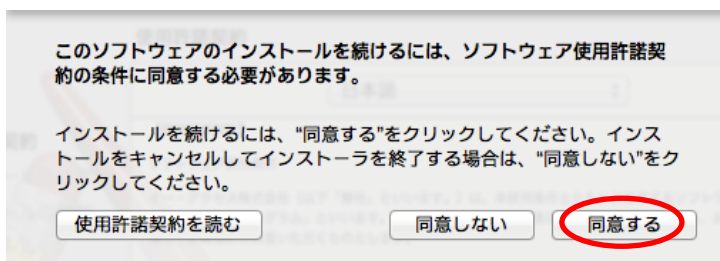 このソフトウェアのインストールを続けるには、ソフトウェア使用許諾契
約の条件に同意する必要があります。
日本語
インストールを続けるには、“同意する”をクリックしてください。インス
トールをキャンセルしてインストーラを終了する場合は、“同意しない”をク
リックしてください。
使用許諾契約を読む 同意しない 同意する